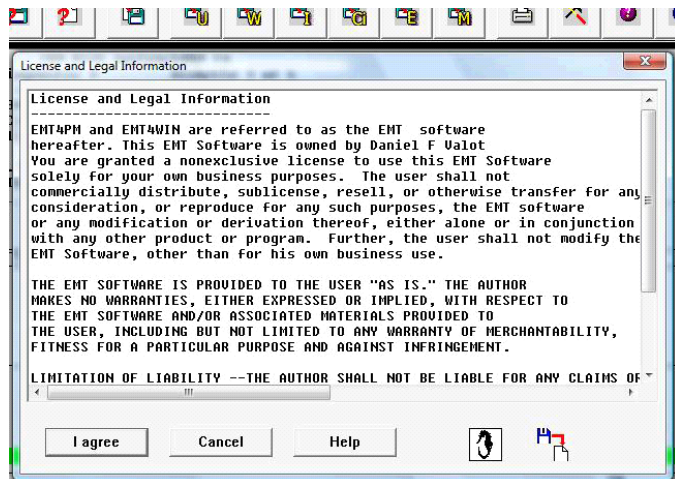 U W I CI E M
License and Legal Information
License and Legal Information
-----------------------------
EMT4PM and EMT4WIN are referred to as the EMT  software
hereafter. This EMT Software is owned by Daniel F Valot
You are granted a nonexclusive license to use this EMT Software
solely for your own business purposes.  The user shall not
commercially distribute, sublicense, resell, or otherwise transfer for any
consideration, or reproduce for any such purposes, the EMT software
or any modification or derivation thereof, either alone or in conjunction
with any other product or program.  Further, the user shall not modify the
EMT Software, other than for his own business use.
THE EMT SOFTWARE IS PROVIDED TO THE USER "AS IS." THE AUTHOR
MAKES NO WARRANTIES, EITHER EXPRESSED OR IMPLIED, WITH RESPECT TO
THE EMT SOFTWARE AND/OR ASSOCIATED MATERIALS PROVIDED TO
THE USER, INCLUDING BUT NOT LIMITED TO ANY WARRANTY OF MERCHANTABILITY,
FITNESS FOR A PARTICULAR PURPOSE AND AGAINST INFRINGEMENT.
LIMITATION OF LIABILITY --THE AUTHOR SHALL NOT BE LIABLE FOR ANY CLAIMS OR
I agree Cancel Help